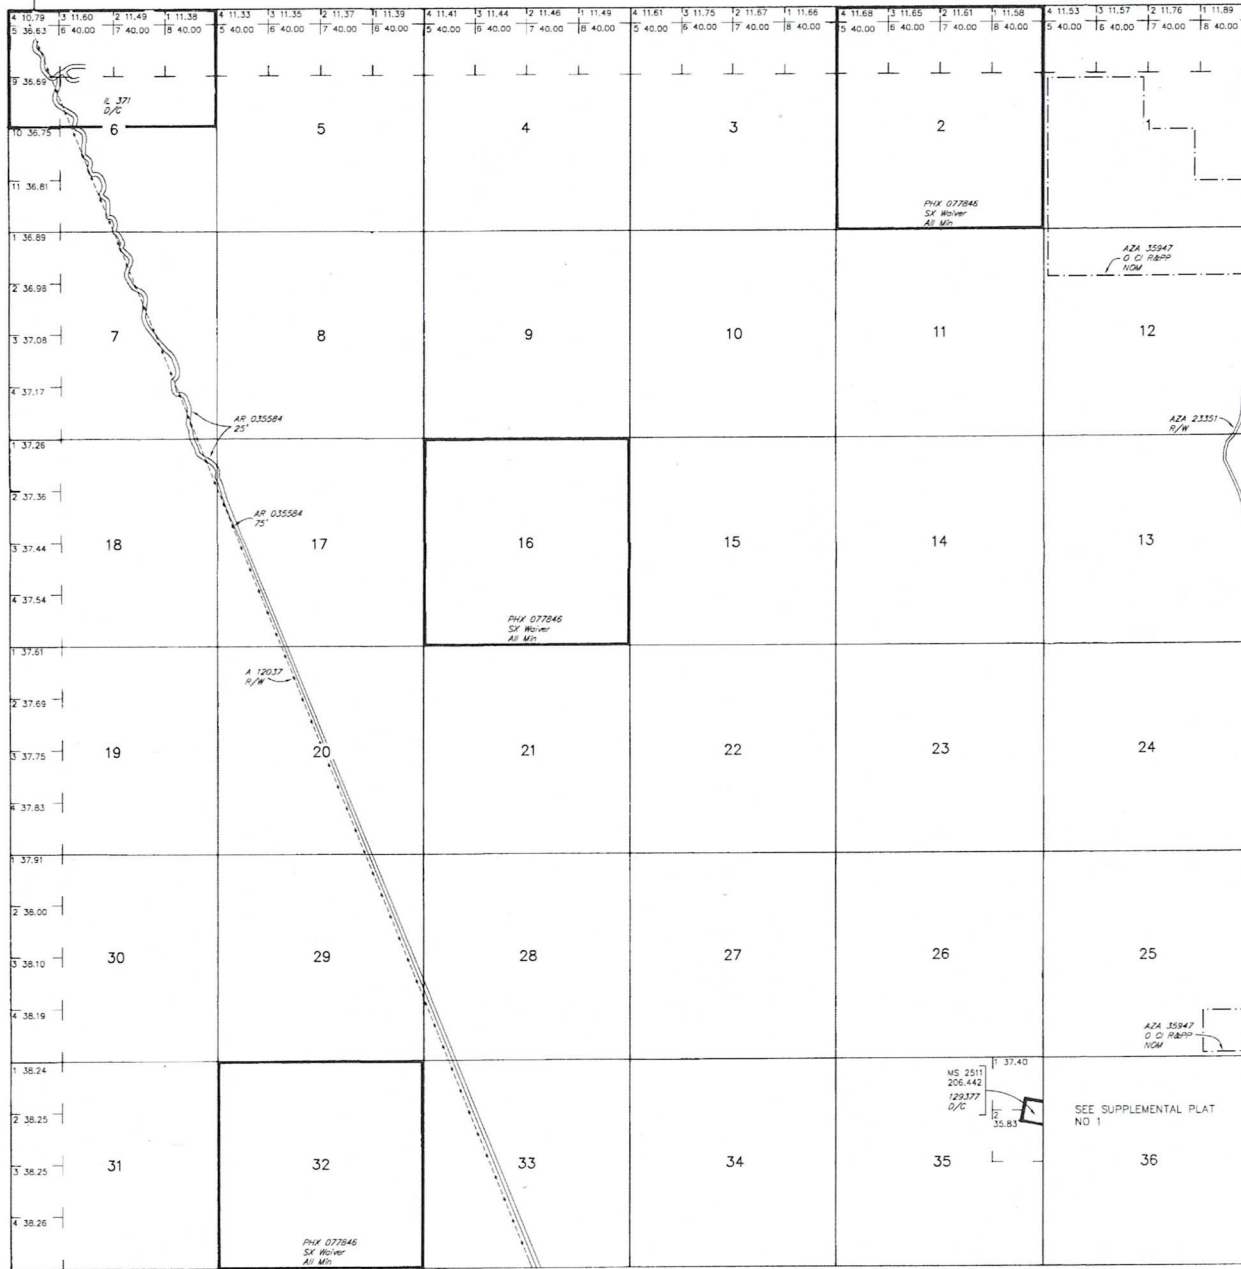 4 10.79 3 11.60 2 11.49 1 11.38 4 11.33 3 11.35 2 11.37 1 11.39 4 11.41 3 11.44 2 11.46 1 11.49 4 11.61 3 11.75 2 11.67 1 11.66 4 11.68 3 11.65 2 11.61 1 11.58 4 11.53 3 11.57 2 11.76 1 11.89
5 36.63 6 40.00 7 40.00 8 40.00 5 40.00 6 40.00 7 40.00 8 40.00 5 40.00 6 40.00 7 40.00 8 40.00 5 40.00 6 40.00 7 40.00 8 40.00 5 40.00 6 40.00 7 40.00 8 40.00 5 40.00 6 40.00 7 40.00 8 40.00
9 36.69
IL 371
D/C
10 36.75 6 5 4 3 2 1
11 36.81
PHX 077846
SX Waiver
All Min
1 36.89
AZA 35947
O Cl R&PP
NOM
2 36.98
3 37.08 7 8 9 10 11 12
4 37.17
AR 035584
25'
AZA 23351
R/W
1 37.26
2 37.36
AR 035584
75'
3 37.44 18 17 16 15 14 13
4 37.54
PHX 077846
SX Waiver
All Min
1 37.61
A 12037
R/W
2 37.69
3 37.75 19 20 21 22 23 24
4 37.83
1 37.91
2 38.00
3 38.10 30 29 28 27 26 25
4 38.19
AZA 35947
O Cl R&PP
NOM
1 38.24
1 37.40
MS 2511
206.442
129377
D/C
2 38.25
2
35.83
SEE SUPPLEMENTAL PLAT
NO 1
3 38.25 31 32 33 34 35 36
4 38.26
PHX 077846
SX Waiver
All Min